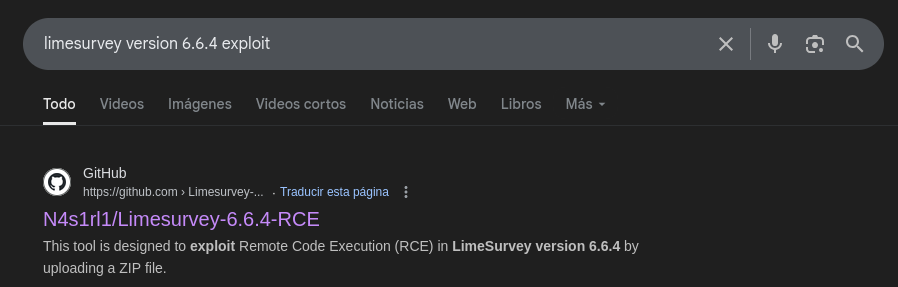 limesurvey version 6.6.4 exploit
Todo Videos Imágenes Videos cortos Noticias Web Libros Más
GitHub
https://github.com › Limesurvey-... · Traducir esta página
N4s1rl1/Limesurvey-6.6.4-RCE
This tool is designed to exploit Remote Code Execution (RCE) in LimeSurvey version 6.6.4 by
uploading a ZIP file.